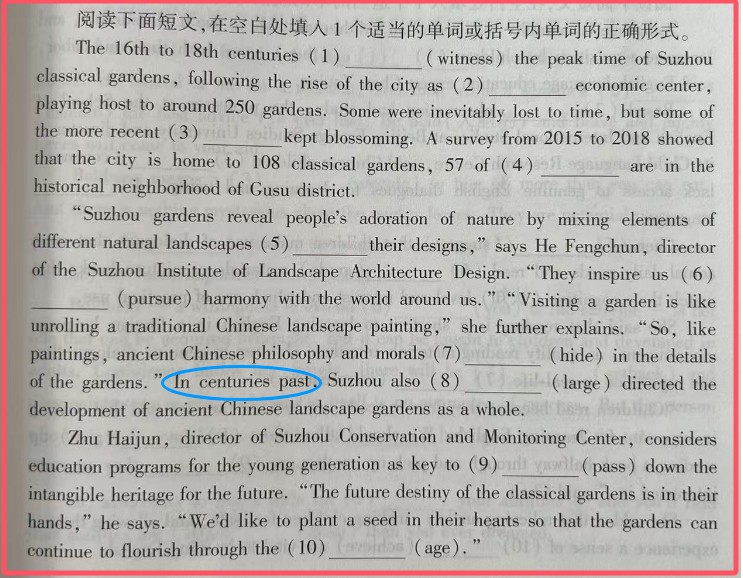 阅读下面短文,在空白处填入1个适当的单词或括号内单词的正确形式。
The 16th to 18th centuries (1) ________ (witness) the peak time of Suzhou
classical gardens, following the rise of the city as (2) ________ economic center,
playing host to around 250 gardens. Some were inevitably lost to time, but some of
the more recent (3) ________ kept blossoming. A survey from 2015 to 2018 showed
that the city is home to 108 classical gardens, 57 of (4) ________ are in the
historical neighborhood of Gusu district.
“Suzhou gardens reveal people's adoration of nature by mixing elements of
different natural landscapes (5) ________ their designs,” says He Fengchun, director
of the Suzhou Institute of Landscape Architecture Design. “They inspire us (6)
________ (pursue) harmony with the world around us.” “Visiting a garden is like
unrolling a traditional Chinese landscape painting,” she further explains. “So, like
paintings, ancient Chinese philosophy and morals (7) ________ (hide) in the details
of the gardens.” In centuries past, Suzhou also (8) ________ (large) directed the
development of ancient Chinese landscape gardens as a whole.
Zhu Haijun, director of Suzhou Conservation and Monitoring Center, considers
education programs for the young generation as key to (9) ________ (pass) down the
intangible heritage for the future. “The future destiny of the classical gardens is in their
hands,” he says. “We'd like to plant a seed in their hearts so that the gardens can
continue to flourish through the (10) ________ (age).”